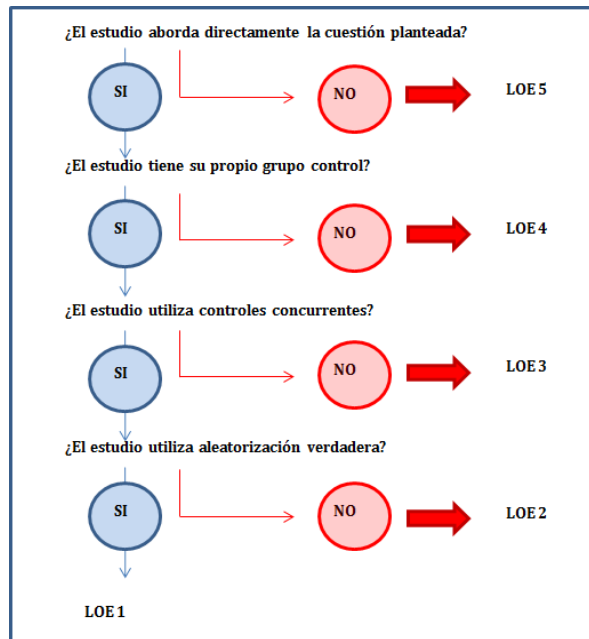 ¿El estudio aborda directamente la cuestión planteada?
SI
NO
LOE 5
¿El estudio tiene su propio grupo control?
SI
NO
LOE 4
¿El estudio utiliza controles concurrentes?
SI
NO
LOE 3
¿El estudio utiliza aleatorización verdadera?
SI
NO
LOE 2
LOE 1